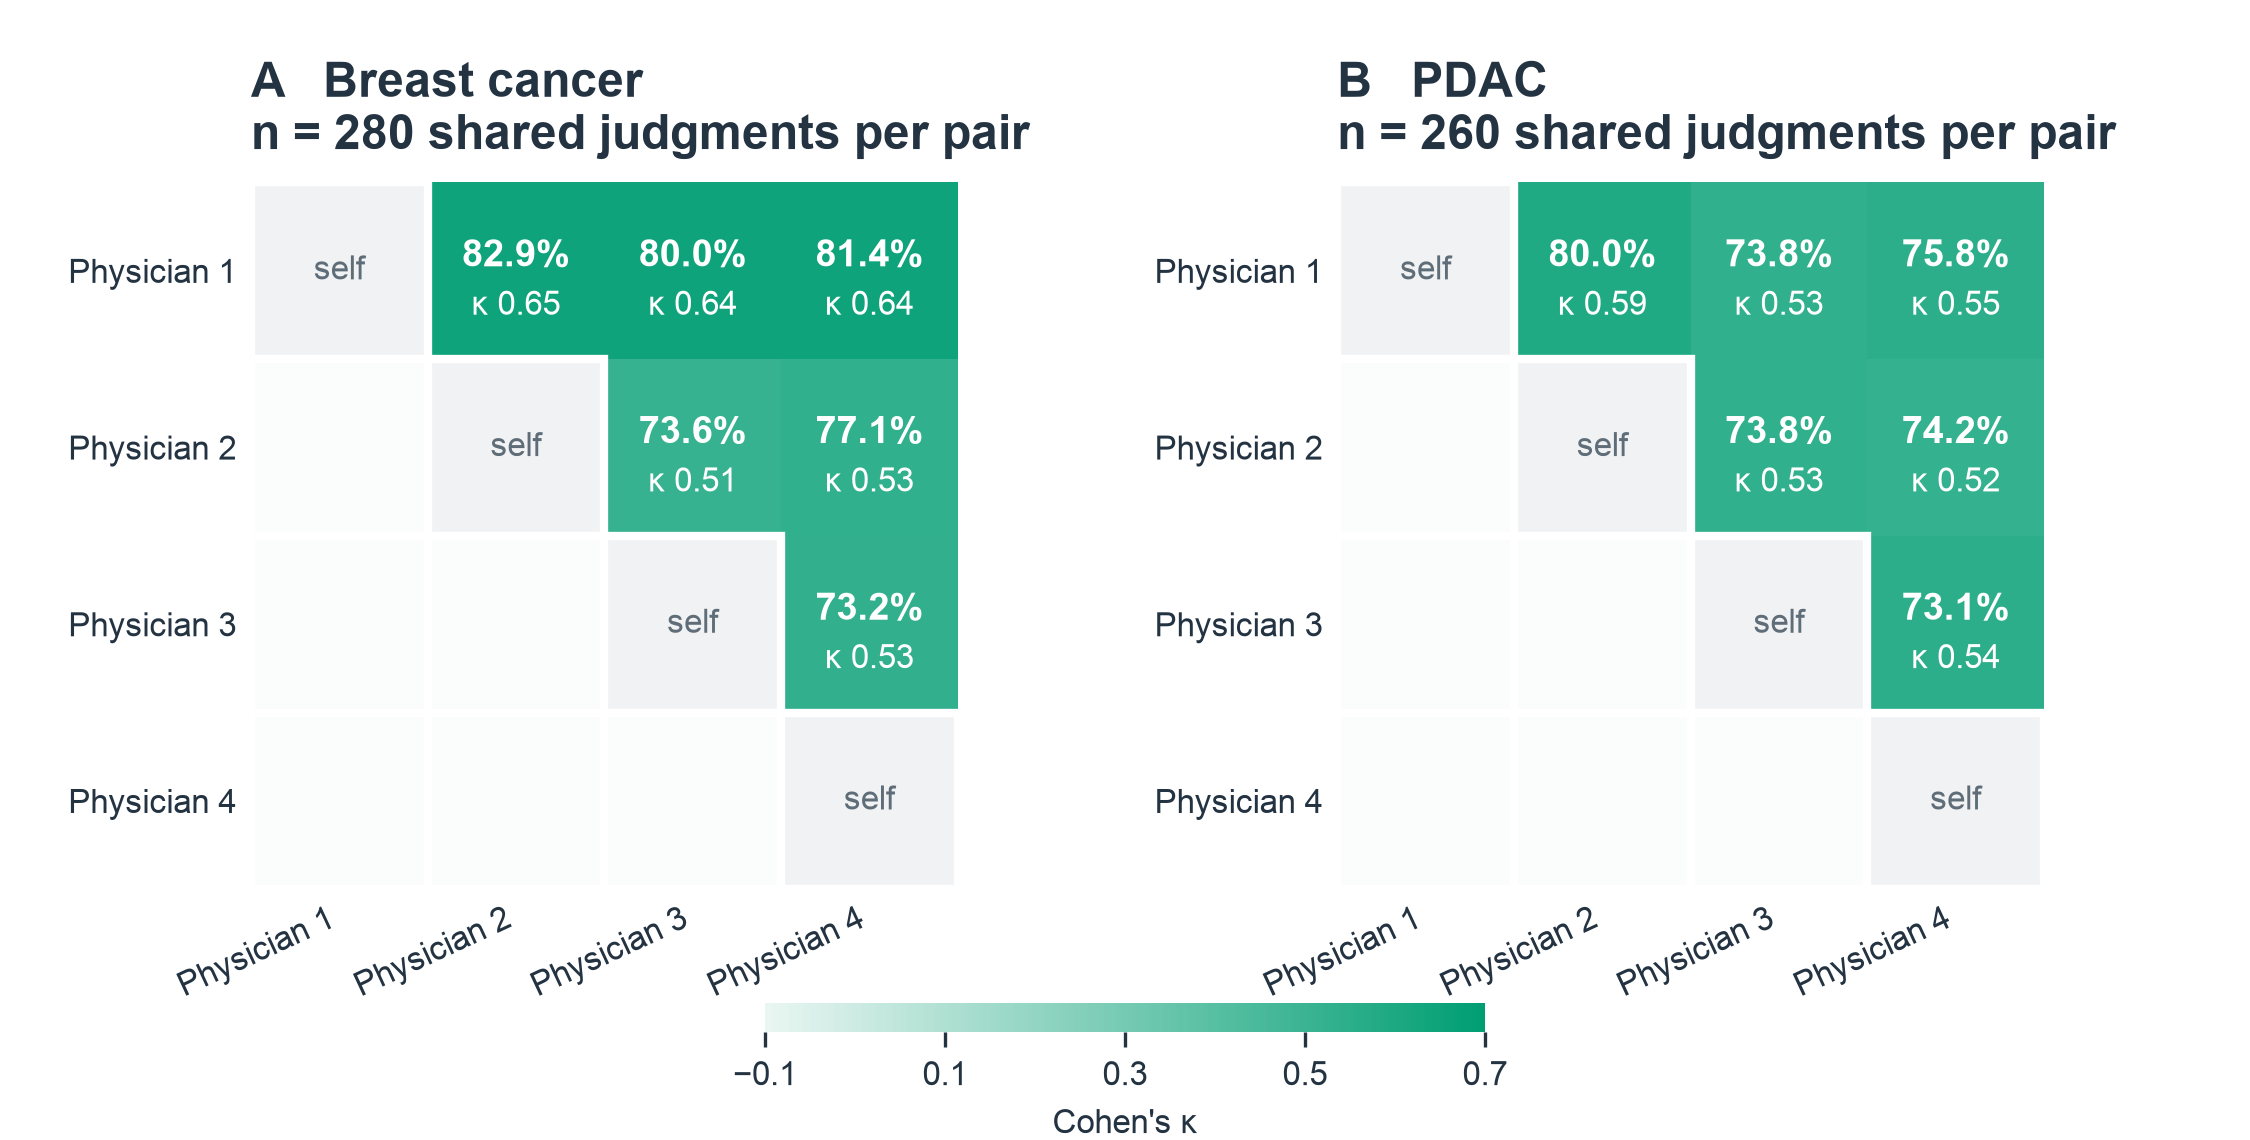 A Breast cancer
n = 280 shared judgments per pair
Physician 1
self
82.9%
κ 0.65
80.0%
κ 0.64
81.4%
κ 0.64
Physician 2
self
73.6%
κ 0.51
77.1%
κ 0.53
Physician 3
self
73.2%
κ 0.53
Physician 4
self
Physician 1
Physician 2
Physician 3
Physician 4
B PDAC
n = 260 shared judgments per pair
Physician 1
self
80.0%
κ 0.59
73.8%
κ 0.53
75.8%
κ 0.55
Physician 2
self
73.8%
κ 0.53
74.2%
κ 0.52
Physician 3
self
73.1%
κ 0.54
Physician 4
self
Physician 1
Physician 2
Physician 3
Physician 4
−0.1 0.1 0.3 0.5 0.7
Cohen's κ